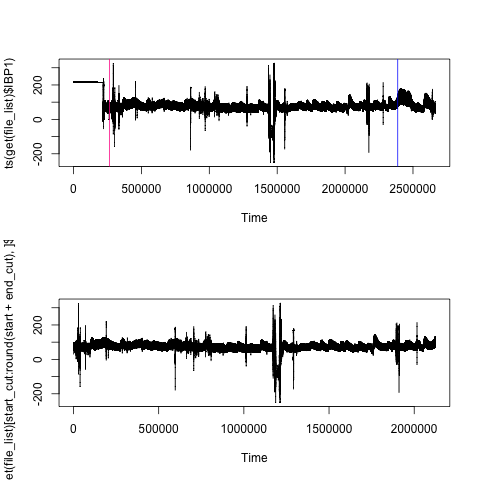 ts(get(file_list)$IBP1)
200
0
-200
0 500000 1000000 1500000 2000000 2500000
Time
et(file_list)[start_cut:round(start + end_cut), ]$
200
0
-200
0 500000 1000000 1500000 2000000
Time